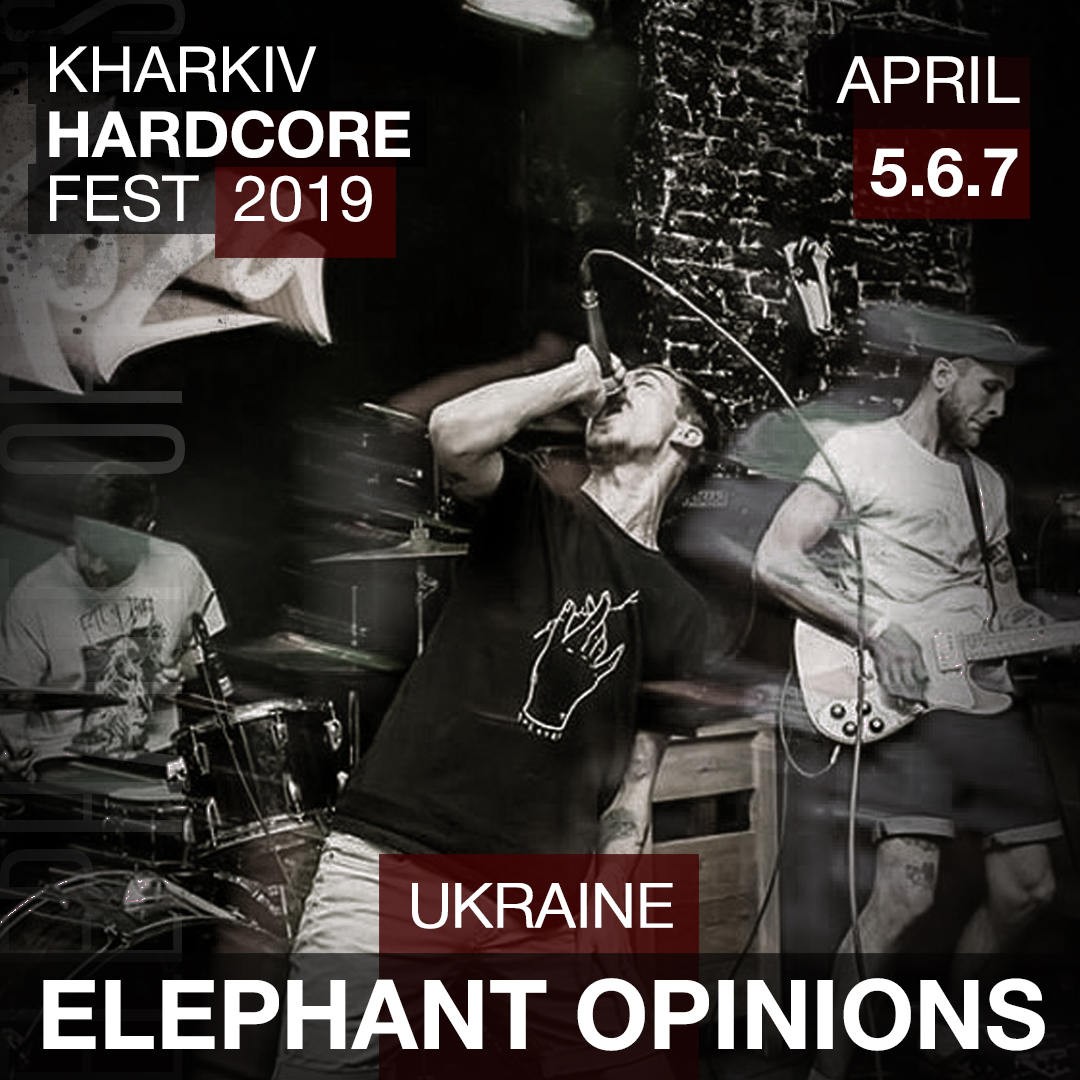 KHARKIV
HARDCORE
FEST 2019
APRIL
5.6.7
UKRAINE
ELEPHANT OPINIONS